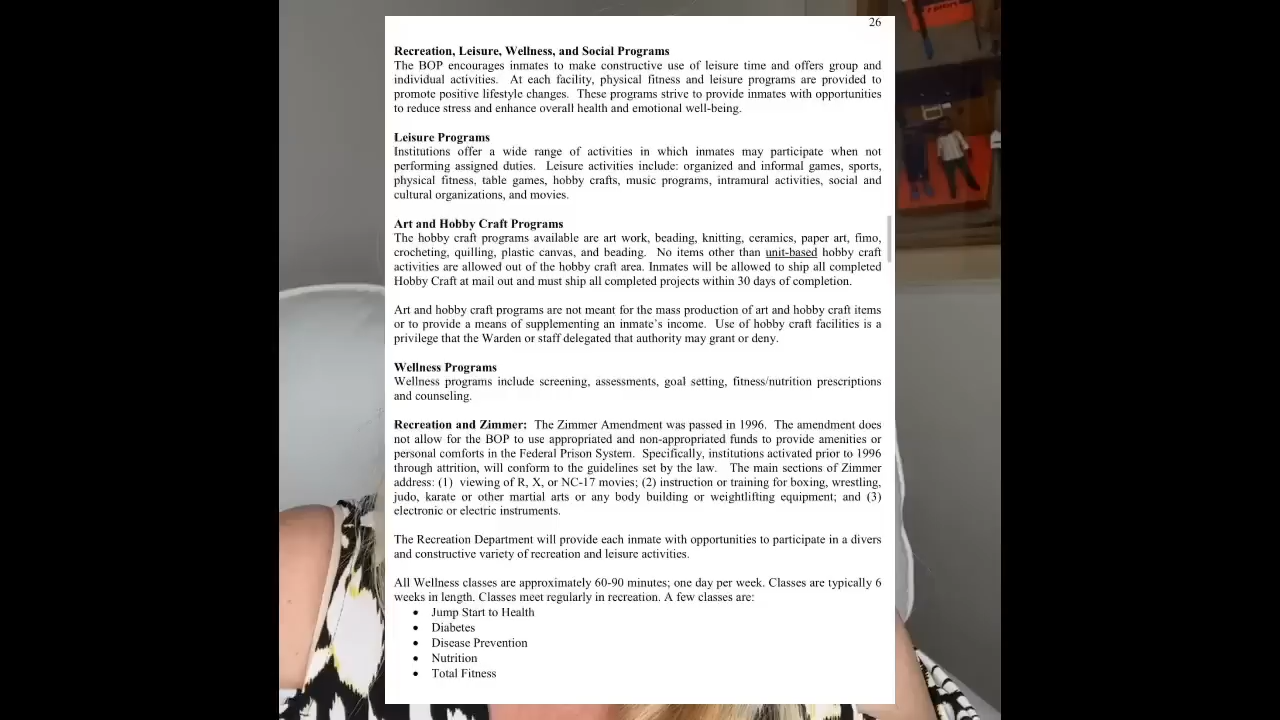 26
Recreation, Leisure, Wellness, and Social Programs
The BOP encourages inmates to make constructive use of leisure time and offers group and
individual activities. At each facility, physical fitness and leisure programs are provided to
promote positive lifestyle changes. These programs strive to provide inmates with opportunities
to reduce stress and enhance overall health and emotional well-being.
Leisure Programs
Institutions offer a wide range of activities in which inmates may participate when not
performing assigned duties. Leisure activities include: organized and informal games, sports,
physical fitness, table games, hobby crafts, music programs, intramural activities, social and
cultural organizations, and movies.
Art and Hobby Craft Programs
The hobby craft programs available are art work, beading, knitting, ceramics, paper art, fimo,
crocheting, quilling, plastic canvas, and beading. No items other than unit-based hobby craft
activities are allowed out of the hobby craft area. Inmates will be allowed to ship all completed
Hobby Craft at mail out and must ship all completed projects within 30 days of completion.
Art and hobby craft programs are not meant for the mass production of art and hobby craft items
or to provide a means of supplementing an inmate's income. Use of hobby craft facilities is a
privilege that the Warden or staff delegated that authority may grant or deny.
Wellness Programs
Wellness programs include screening, assessments, goal setting, fitness/nutrition prescriptions
and counseling.
Recreation and Zimmer: The Zimmer Amendment was passed in 1996. The amendment does
not allow for the BOP to use appropriated and non-appropriated funds to provide amenities or
personal comforts in the Federal Prison System. Specifically, institutions activated prior to 1996
through attrition, will conform to the guidelines set by the law. The main sections of Zimmer
address: (1) viewing of R, X, or NC-17 movies; (2) instruction or training for boxing, wrestling,
judo, karate or other martial arts or any body building or weightlifting equipment; and (3)
electronic or electric instruments.
The Recreation Department will provide each inmate with opportunities to participate in a divers
and constructive variety of recreation and leisure activities.
All Wellness classes are approximately 60-90 minutes; one day per week. Classes are typically 6
weeks in length. Classes meet regularly in recreation. A few classes are:
• Jump Start to Health
• Diabetes
• Disease Prevention
• Nutrition
• Total Fitness